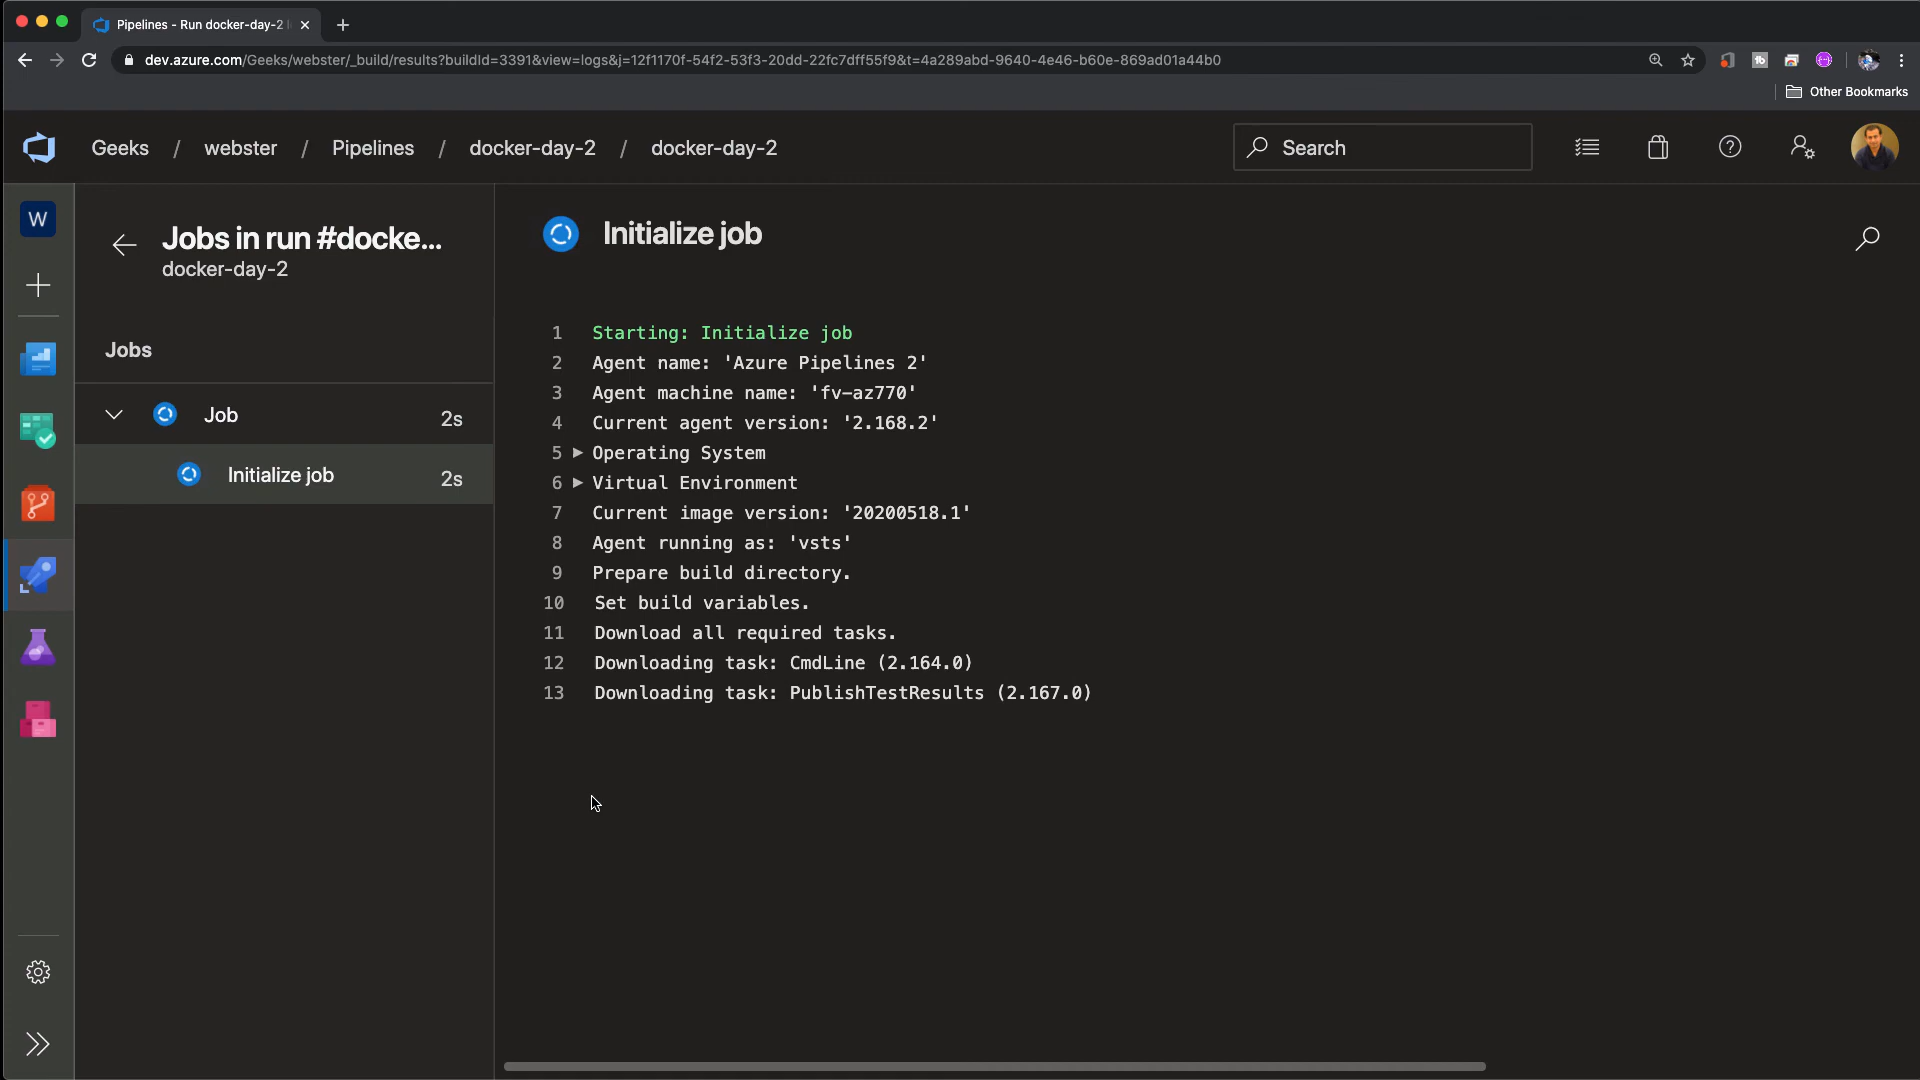 Pipelines - Run docker-day-2
dev.azure.com/Geeks/webster/_build/results?buildId=3391&view=logs&j=12f1170f-54f2-53f3-20dd-22fc7dff55f9&t=4a289abd-9640-4e46-b60e-869ad01a44b0
Other Bookmarks
Geeks / webster / Pipelines / docker-day-2 / docker-day-2
Search
W
Jobs in run #docke...
docker-day-2
Jobs
Job 2s
Initialize job 2s
Initialize job
1 Starting: Initialize job
2 Agent name: 'Azure Pipelines 2'
3 Agent machine name: 'fv-az770'
4 Current agent version: '2.168.2'
5 Operating System
6 Virtual Environment
7 Current image version: '20200518.1'
8 Agent running as: 'vsts'
9 Prepare build directory.
10 Set build variables.
11 Download all required tasks.
12 Downloading task: CmdLine (2.164.0)
13 Downloading task: PublishTestResults (2.167.0)